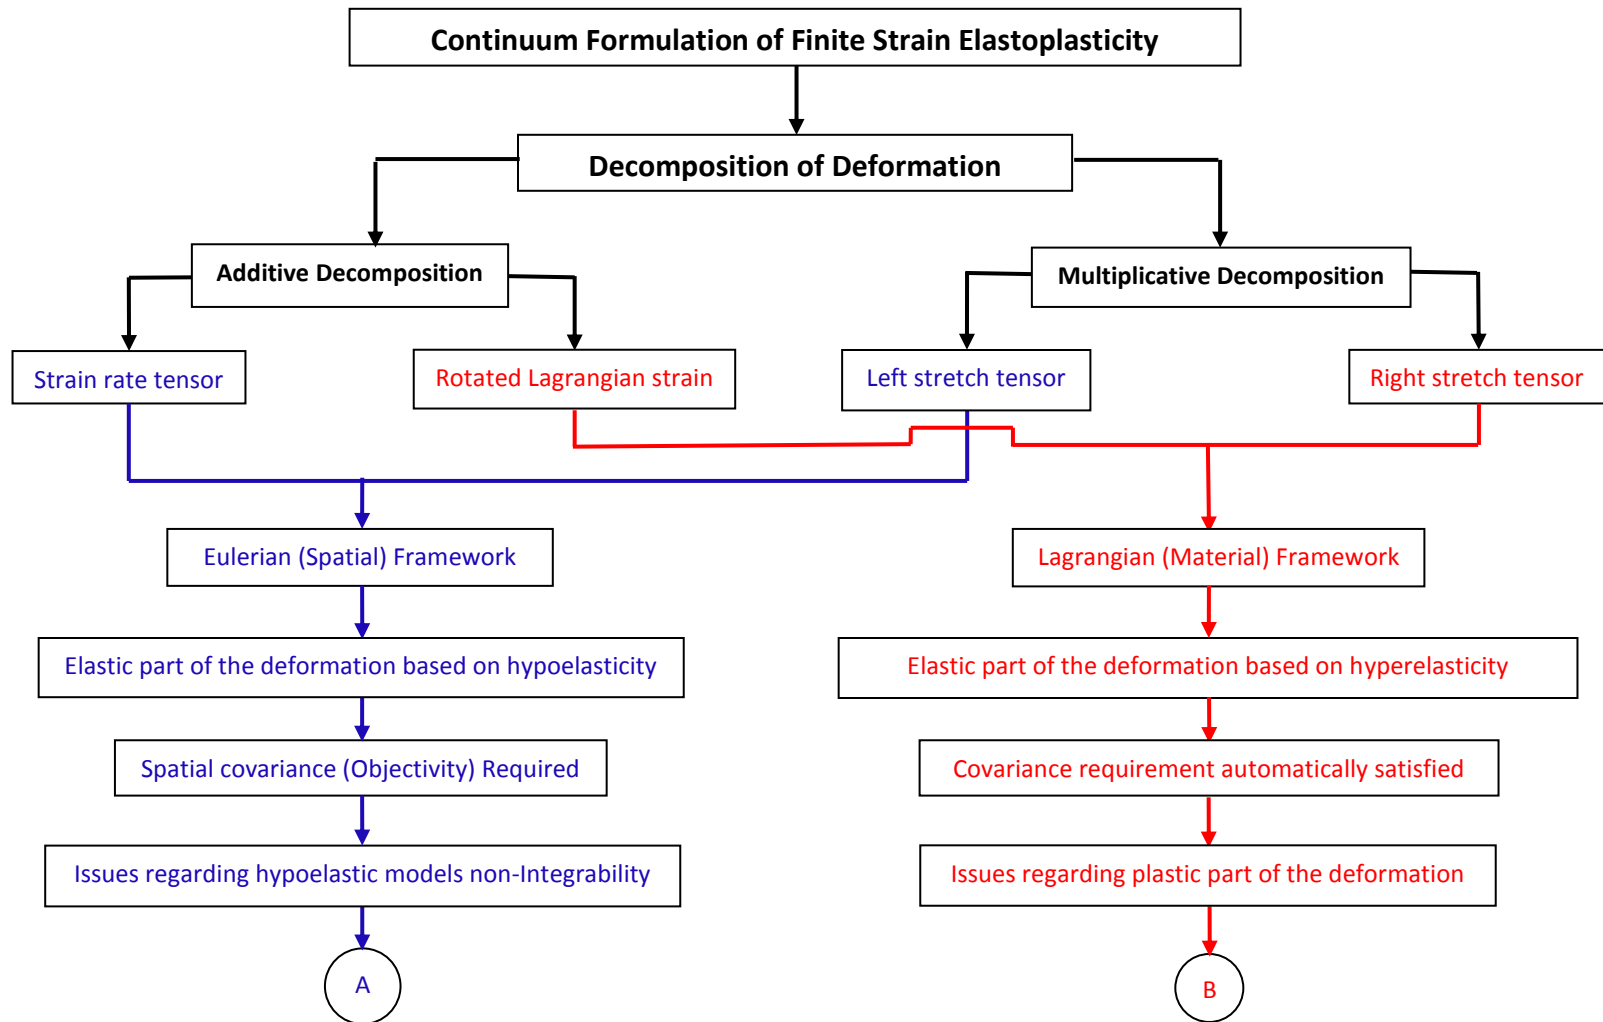 Continuum Formulation of Finite Strain Elastoplasticity
Decomposition of Deformation
Additive Decomposition
Multiplicative Decomposition
Strain rate tensor
Rotated Lagrangian strain
Left stretch tensor
Right stretch tensor
Eulerian (Spatial) Framework
Lagrangian (Material) Framework
Elastic part of the deformation based on hypoelasticity
Elastic part of the deformation based on hyperelasticity
Spatial covariance (Objectivity) Required
Covariance requirement automatically satisfied
Issues regarding hypoelastic models non-Integrability
Issues regarding plastic part of the deformation
A
B